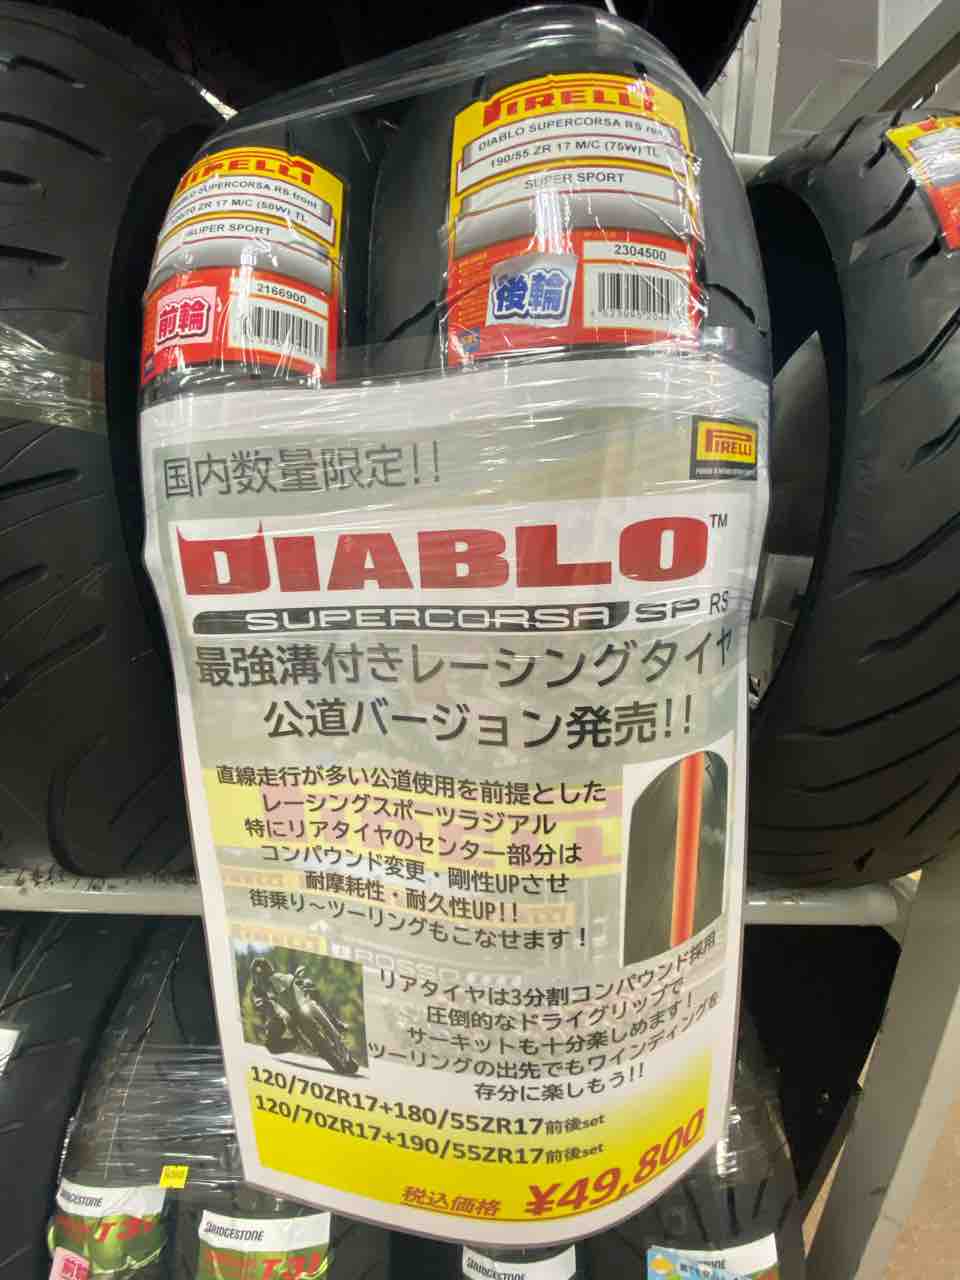 PIRELLI
DIABLO SUPERCORSA RS
190/55 ZR 17 M/C (75W) TL
SUPER SPORT
2304500
後輪
PIRELLI
SUPERCORSA RS front
ZR 17 M/C (58W) TL
SUPER SPORT
2166900
前輪
国内数量限定!!
PIRELLI
DIABLO™
SUPERCORSA SP RS
最強溝付きレーシングタイヤ
公道バージョン発売!!
直線走行が多い公道使用を前提とした
レーシングスポーツラジアル
特にリアタイヤのセンター部分は
コンパウンド変更・剛性UPさせ
耐摩耗性・耐久性UP!!
街乗り～ツーリングもこなせます!
リアタイヤは3分割コンパウンド採用
圧倒的なドライグリップで
サーキットも十分楽しめます!
ツーリングの出先でもワインディングを
存分に楽しもう!!
120/70ZR17+180/55ZR17前後set
120/70ZR17+190/55ZR17前後set
税込価格 ¥49,800
BRIDGESTONE
T31
BRIDGESTONE
T31
BRIDGESTONE